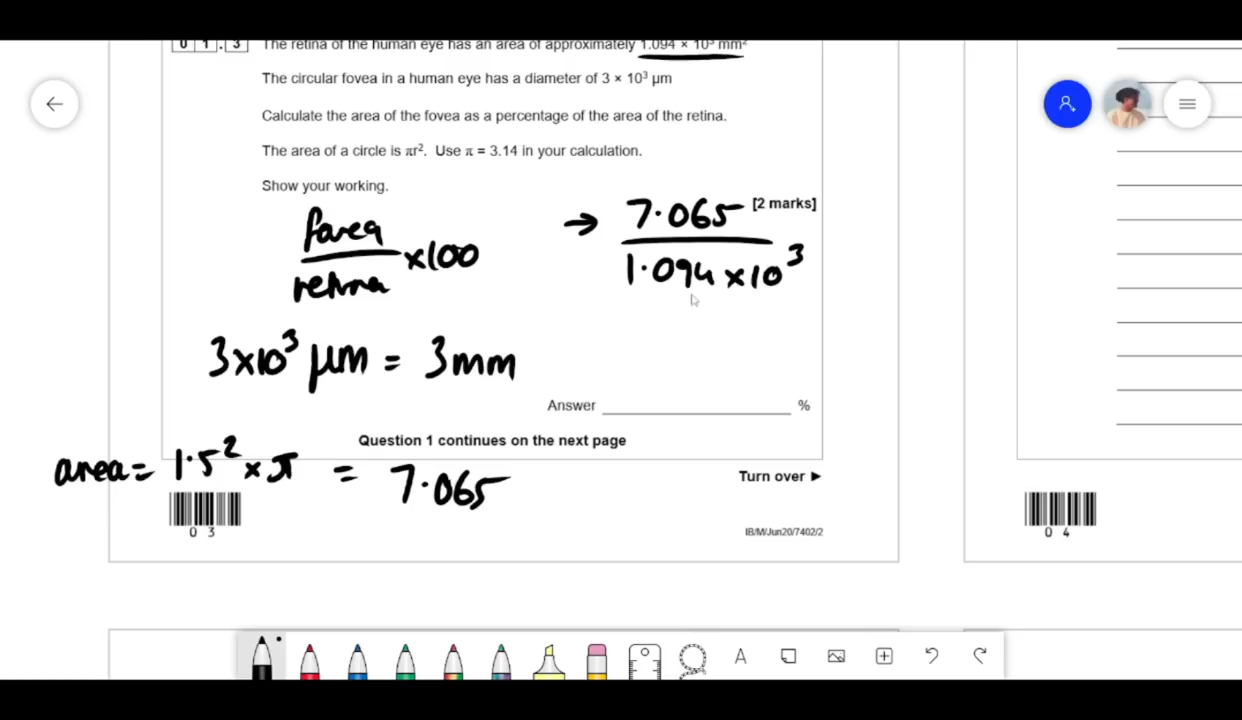 0 1 . 3 The retina of the human eye has an area of approximately 1.094 × 10³ mm²
The circular fovea in a human eye has a diameter of 3 × 10³ μm
Calculate the area of the fovea as a percentage of the area of the retina.
The area of a circle is πr². Use π = 3.14 in your calculation.
Show your working.
[2 marks]
fovea
retina
×100
→ 7.065
1.094 × 10³
3×10³ μm = 3mm
Answer %
Question 1 continues on the next page
area = 1.5² × π = 7.065
Turn over ►
0 3
IB/M/Jun20/7402/2
0 4
A